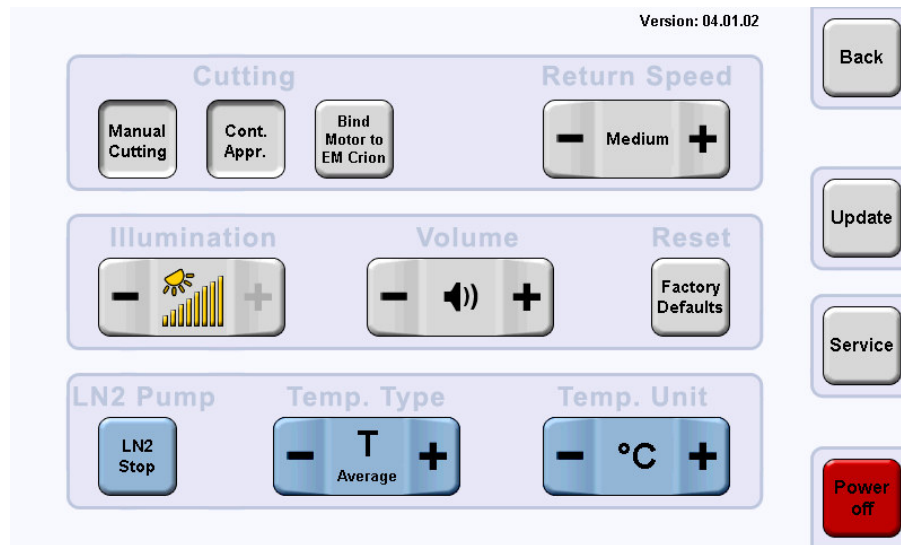 Version: 04.01.02
Back
Cutting
Return Speed
Manual
Cutting
Cont.
Appr.
Bind
Motor to
EM Crion
− Medium +
Update
Illumination
Volume
Reset
− +
− +
Factory
Defaults
Service
LN2 Pump
Temp. Type
Temp. Unit
LN2
Stop
− T +
Average
− °C +
Power
off